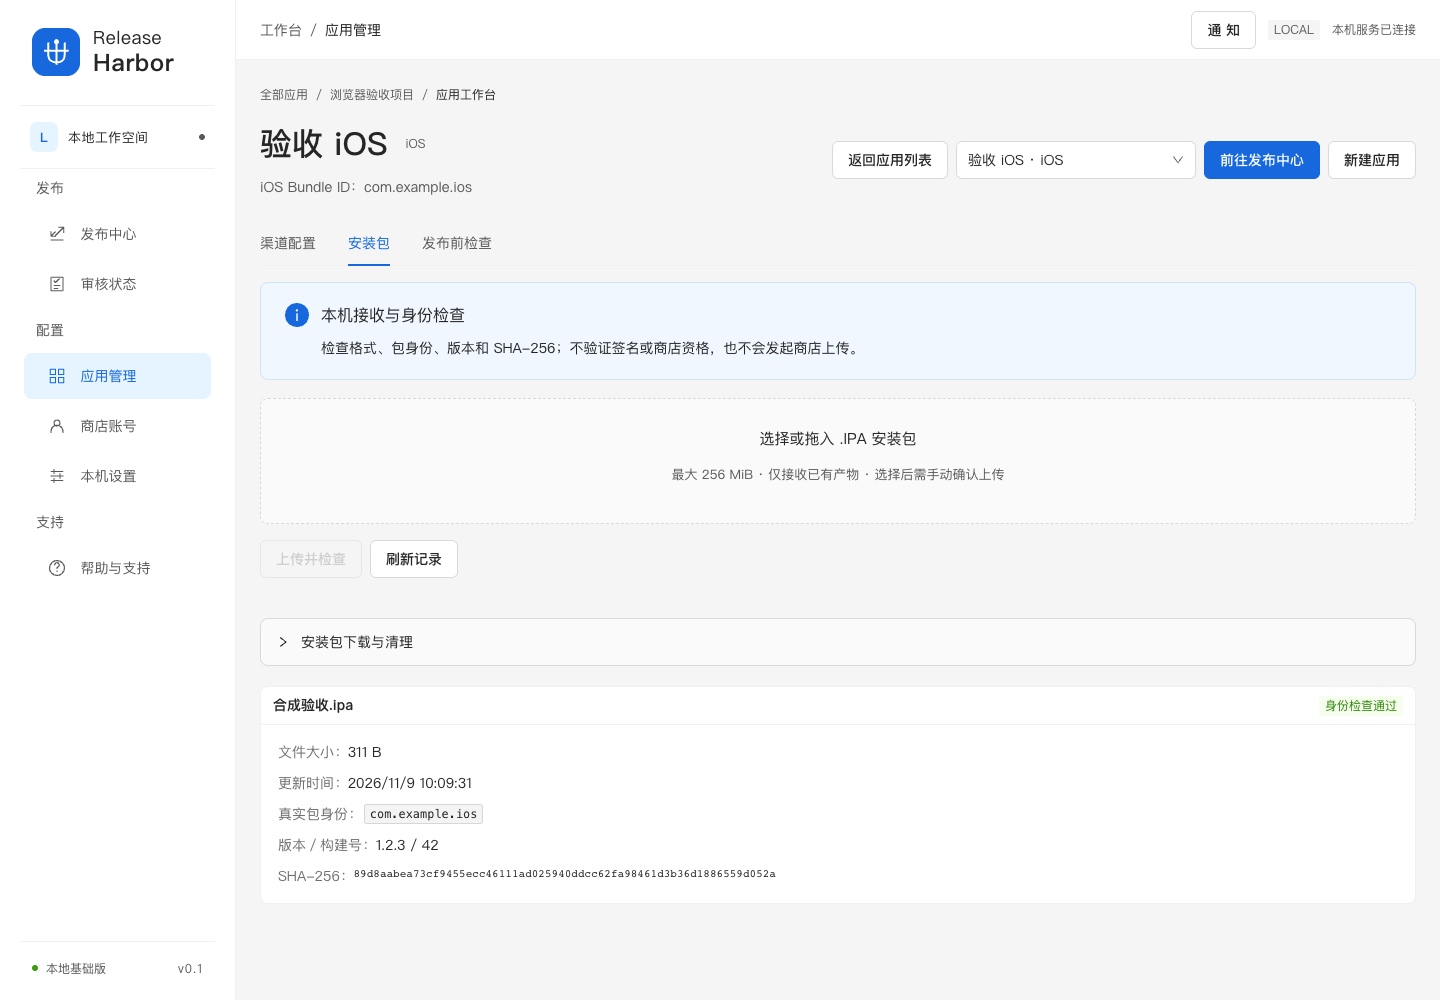 Release
Harbor
L 本地工作空间
发布
发布中心
审核状态
配置
应用管理
商店账号
本机设置
支持
帮助与支持
本地基础版 v0.1
工作台 / 应用管理
通 知 LOCAL 本机服务已连接
全部应用 / 浏览器验收项目 / 应用工作台
验收 iOS iOS
iOS Bundle ID：com.example.ios
返回应用列表 验收 iOS · iOS 前往发布中心 新建应用
渠道配置 安装包 发布前检查
本机接收与身份检查
检查格式、包身份、版本和 SHA-256；不验证签名或商店资格，也不会发起商店上传。
选择或拖入 .IPA 安装包
最大 256 MiB · 仅接收已有产物 · 选择后需手动确认上传
上传并检查 刷新记录
安装包下载与清理
合成验收.ipa 身份检查通过
文件大小：311 B
更新时间：2026/11/9 10:09:31
真实包身份：com.example.ios
版本 / 构建号：1.2.3 / 42
SHA-256：89d8aabea73cf9455ecc46111ad025940ddcc62fa98461d3b36d1886559d052a